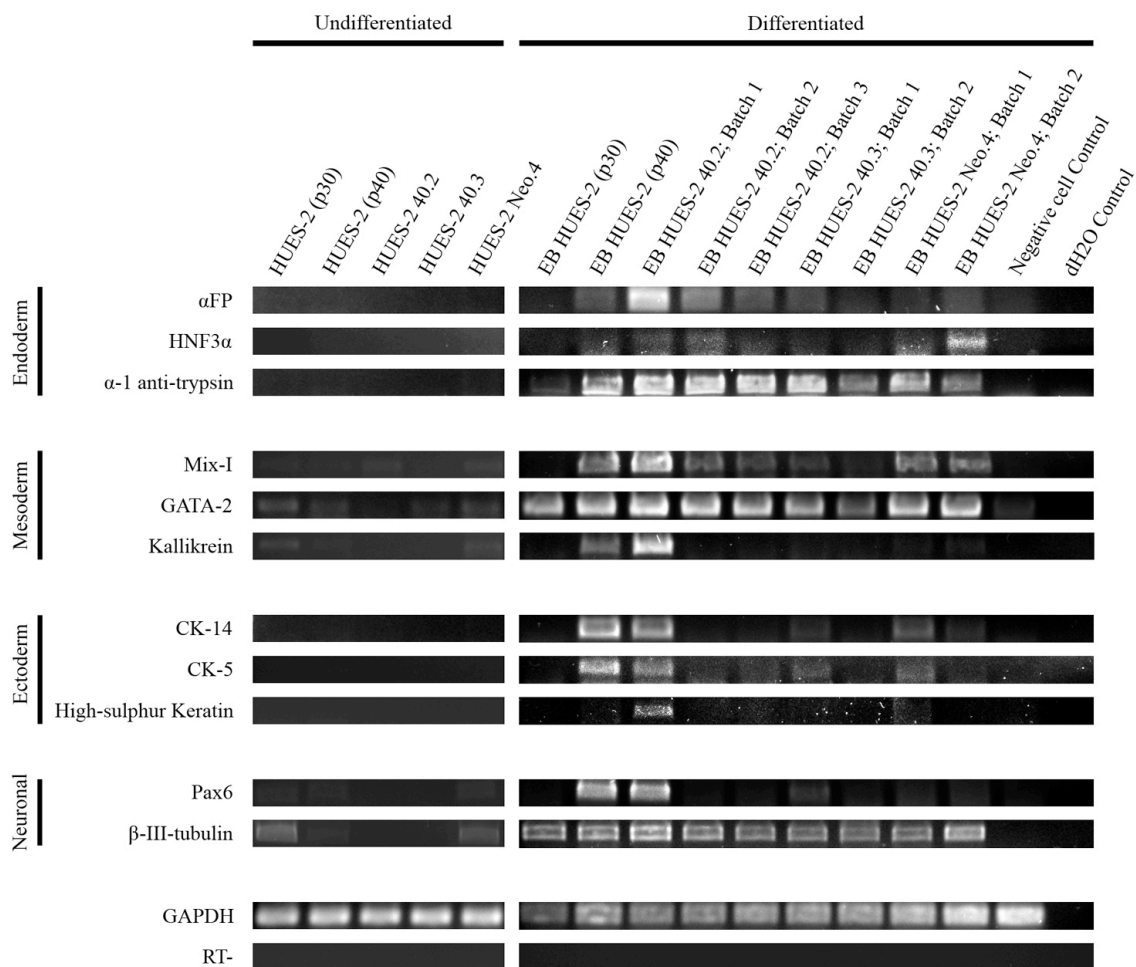 Undifferentiated
Differentiated
HUES-2 (p30)
HUES-2 (p40)
HUES-2 40.2
HUES-2 40.3
HUES-2 Neo.4
EB HUES-2 (p30)
EB HUES-2 (p40)
EB HUES-2 40.2; Batch 1
EB HUES-2 40.2; Batch 2
EB HUES-2 40.2; Batch 3
EB HUES-2 40.3; Batch 1
EB HUES-2 40.3; Batch 2
EB HUES-2 Neo.4; Batch 1
EB HUES-2 Neo.4; Batch 2
Negative cell Control
dH2O Control
Endoderm
αFP
HNF3α
α-1 anti-trypsin
Mesoderm
Mix-I
GATA-2
Kallikrein
Ectoderm
CK-14
CK-5
High-sulphur Keratin
Neuronal
Pax6
β-III-tubulin
GAPDH
RT-